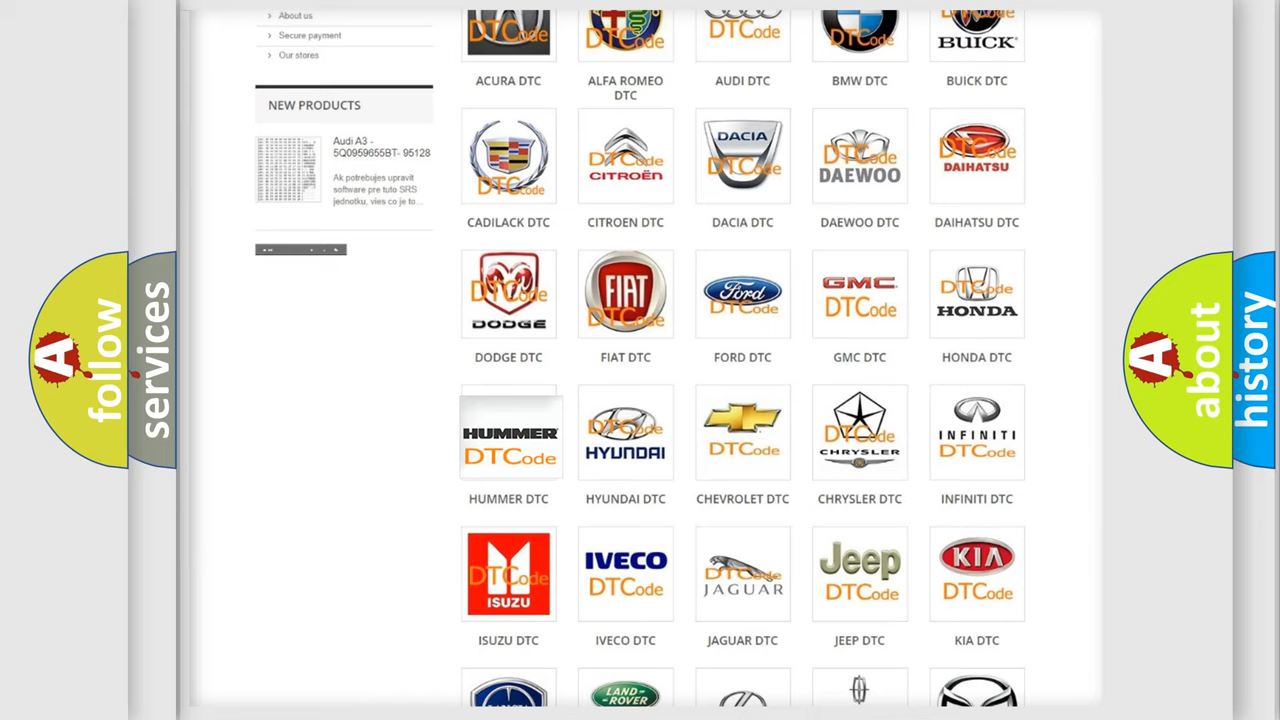 About us
Secure payment
Our stores
NEW PRODUCTS
Audi A3 -
5Q0959655BT- 95128
Ak potrebujes upravit
software pre tuto SRS
jednotku, vies co je to...
DTCode DTCode DTCode DTCode DTCode
BUICK
ACURA DTC ALFA ROMEO DTC AUDI DTC BMW DTC BUICK DTC
DTCode DTCode DACIA DTCode DTCode DTCode
CITROËN DAEWOO DAIHATSU
CADILACK DTC CITROEN DTC DACIA DTC DAEWOO DTC DAIHATSU DTC
DTCode FIAT Ford GMC DTCode
DODGE DTCode DTCode DTCode HONDA
DODGE DTC FIAT DTC FORD DTC GMC DTC HONDA DTC
HUMMER DTCode DTCode INFINITI
DTCode HYUNDAI DTCode CHRYSLER DTCode
HUMMER DTC HYUNDAI DTC CHEVROLET DTC CHRYSLER DTC INFINITI DTC
DTCode IVECO DTCode Jeep KIA
ISUZU DTCode JAGUAR DTCode DTCode
ISUZU DTC IVECO DTC JAGUAR DTC JEEP DTC KIA DTC
LAND-
ROVER
A
follow
services
A
about
history